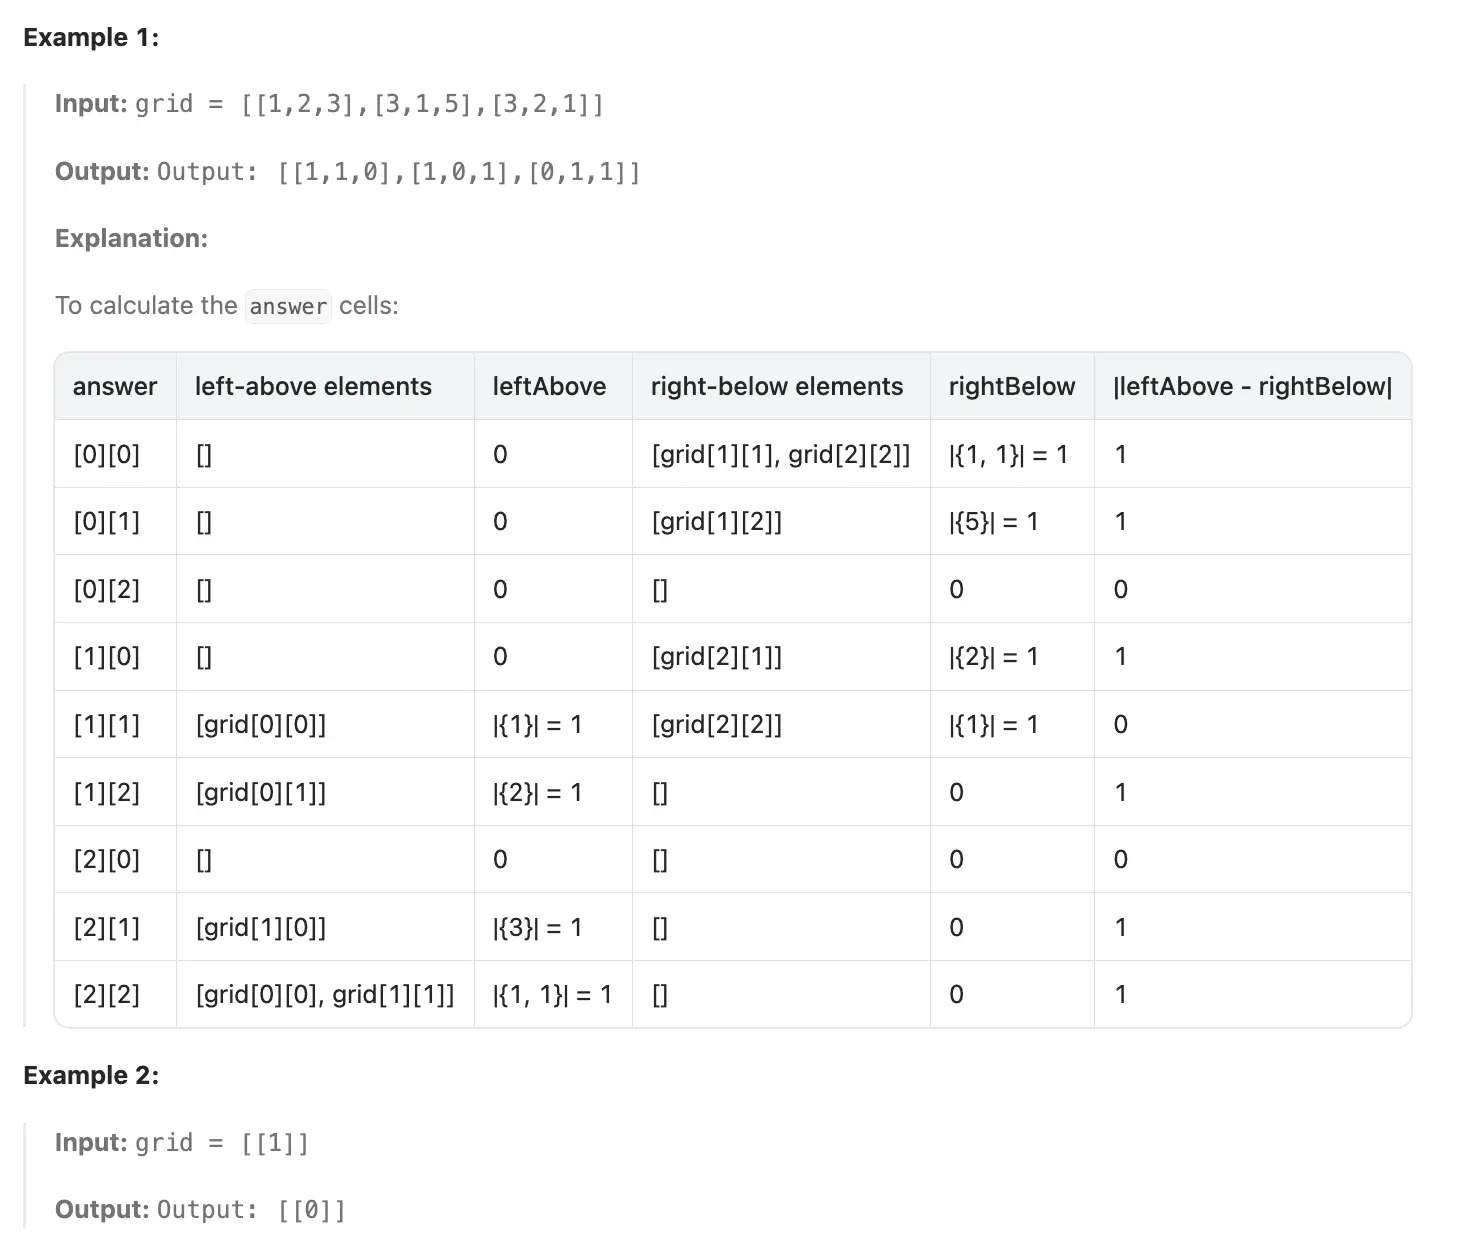 Example 1:
Input: grid = [[1,2,3],[3,1,5],[3,2,1]]
Output: Output: [[1,1,0],[1,0,1],[0,1,1]]
Explanation:
To calculate the answer cells:
answer left-above elements leftAbove right-below elements rightBelow |leftAbove - rightBelow|
[0][0] [] 0 [grid[1][1], grid[2][2]] |{1, 1}| = 1 1
[0][1] [] 0 [grid[1][2]] |{5}| = 1 1
[0][2] [] 0 [] 0 0
[1][0] [] 0 [grid[2][1]] |{2}| = 1 1
[1][1] [grid[0][0]] |{1}| = 1 [grid[2][2]] |{1}| = 1 0
[1][2] [grid[0][1]] |{2}| = 1 [] 0 1
[2][0] [] 0 [] 0 0
[2][1] [grid[1][0]] |{3}| = 1 [] 0 1
[2][2] [grid[0][0], grid[1][1]] |{1, 1}| = 1 [] 0 1
Example 2:
Input: grid = [[1]]
Output: Output: [[0]]